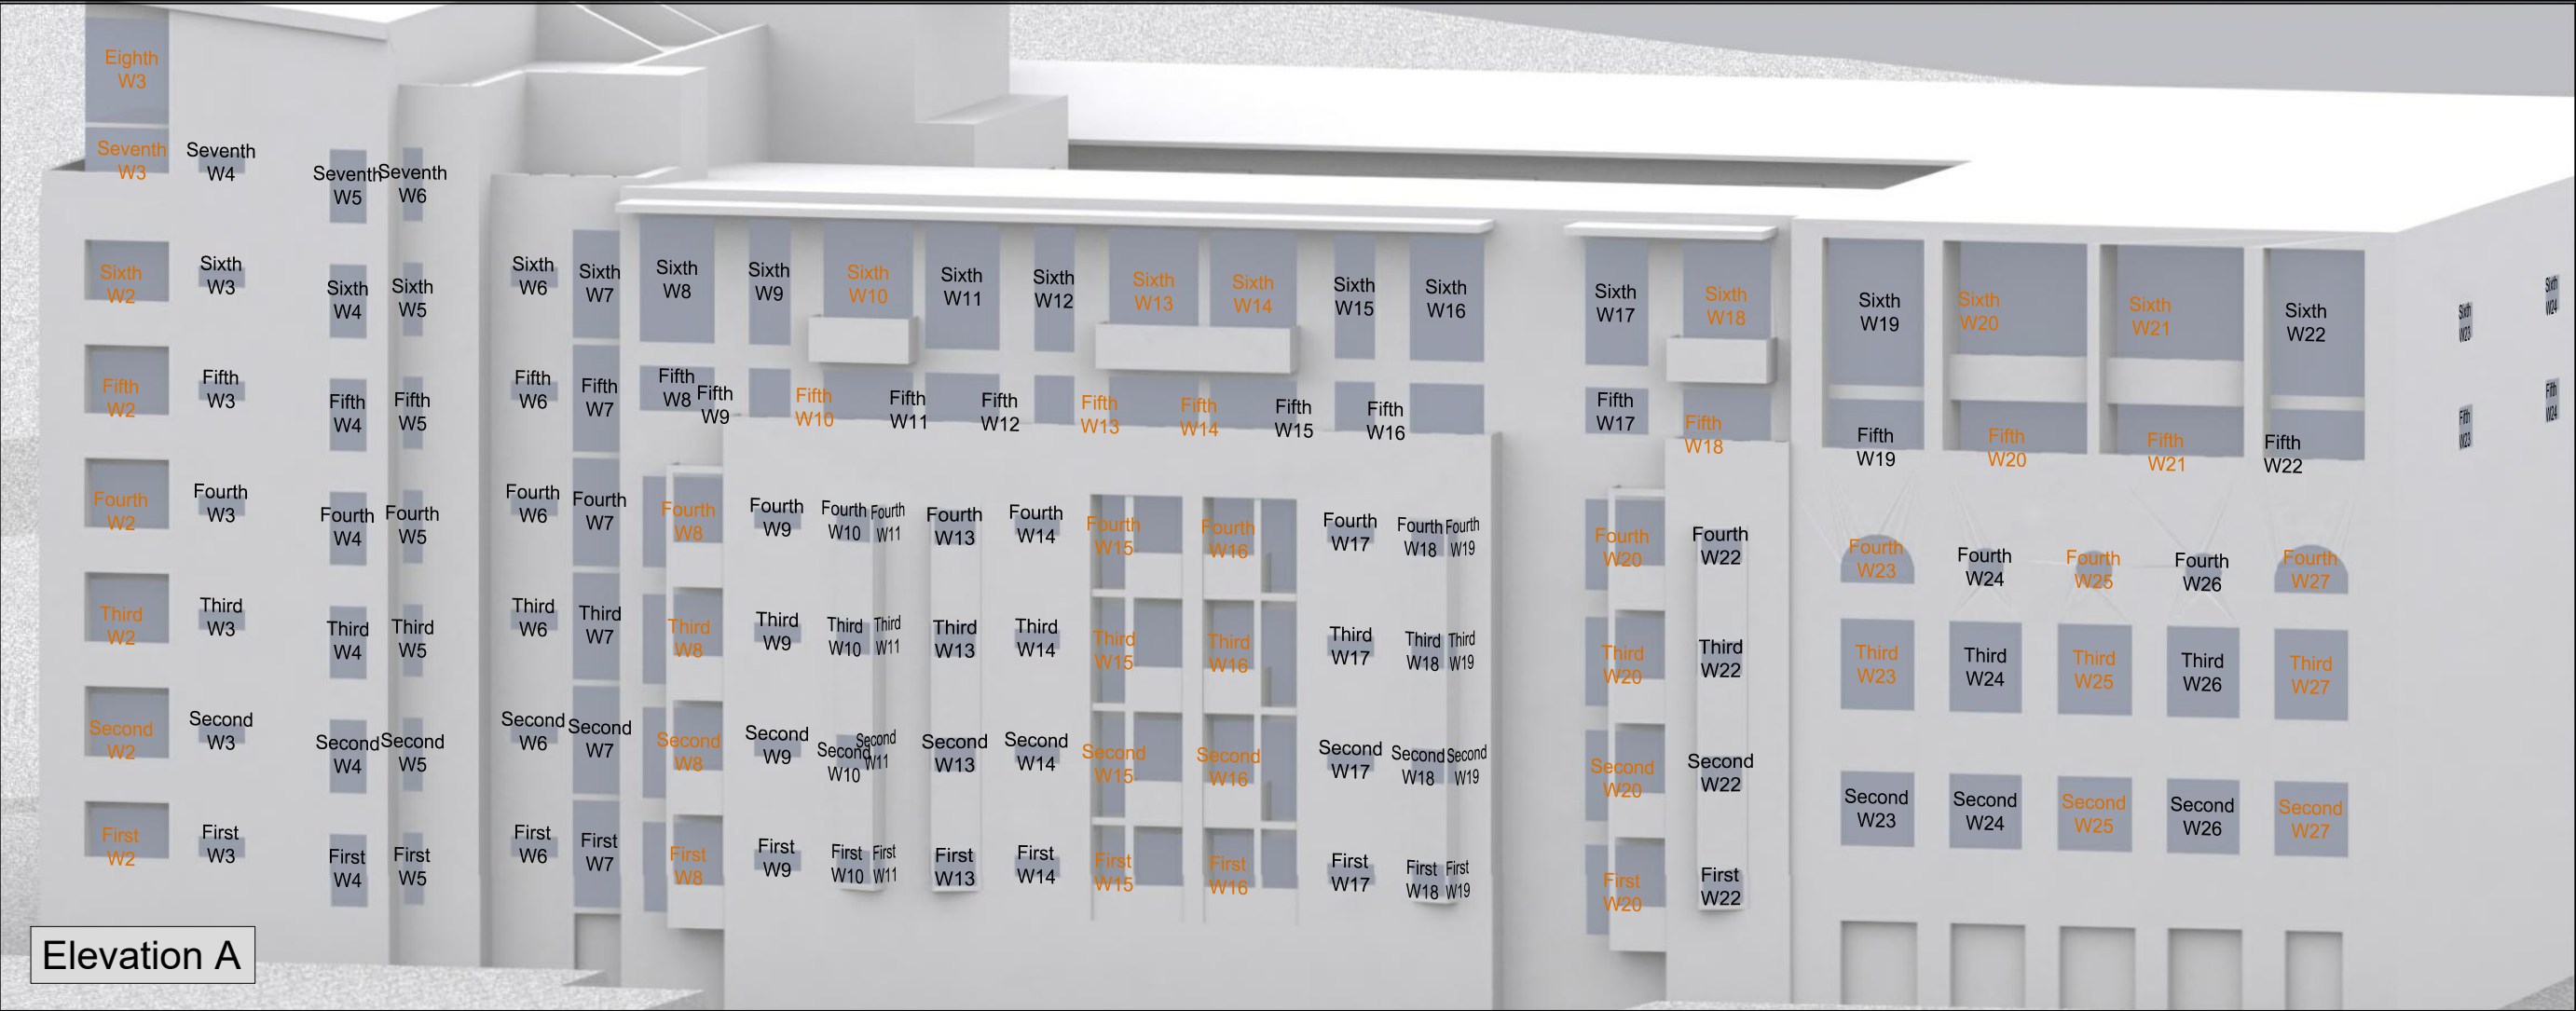 Eighth
W3
Seventh
W3
Seventh
W4
Seventh
W5
Seventh
W6
Sixth
W2
Sixth
W3
Sixth
W4
Sixth
W5
Sixth
W6
Sixth
W7
Sixth
W8
Sixth
W9
Sixth
W10
Sixth
W11
Sixth
W12
Sixth
W13
Sixth
W14
Sixth
W15
Sixth
W16
Sixth
W17
Sixth
W18
Sixth
W19
Sixth
W20
Sixth
W21
Sixth
W22
Sixth
W23
Sixth
W24
Fifth
W2
Fifth
W3
Fifth
W4
Fifth
W5
Fifth
W6
Fifth
W7
Fifth
W8
Fifth
W9
Fifth
W10
Fifth
W11
Fifth
W12
Fifth
W13
Fifth
W14
Fifth
W15
Fifth
W16
Fifth
W17
Fifth
W18
Fifth
W19
Fifth
W20
Fifth
W21
Fifth
W22
Fifth
W23
Fifth
W24
Fourth
W2
Fourth
W3
Fourth
W4
Fourth
W5
Fourth
W6
Fourth
W7
Fourth
W8
Fourth
W9
Fourth
W10
Fourth
W11
Fourth
W13
Fourth
W14
Fourth
W15
Fourth
W16
Fourth
W17
Fourth
W18
Fourth
W19
Fourth
W20
Fourth
W22
Fourth
W23
Fourth
W24
Fourth
W25
Fourth
W26
Fourth
W27
Third
W2
Third
W3
Third
W4
Third
W5
Third
W6
Third
W7
Third
W8
Third
W9
Third
W10
Third
W11
Third
W13
Third
W14
Third
W15
Third
W16
Third
W17
Third
W18
Third
W19
Third
W20
Third
W22
Third
W23
Third
W24
Third
W25
Third
W26
Third
W27
Second
W2
Second
W3
Second
W4
Second
W5
Second
W6
Second
W7
Second
W8
Second
W9
Second
W10
Second
W11
Second
W13
Second
W14
Second
W15
Second
W16
Second
W17
Second
W18
Second
W19
Second
W20
Second
W22
Second
W23
Second
W24
Second
W25
Second
W26
Second
W27
First
W2
First
W3
First
W4
First
W5
First
W6
First
W7
First
W8
First
W9
First
W10
First
W11
First
W13
First
W14
First
W15
First
W16
First
W17
First
W18
First
W19
First
W20
First
W22
Elevation A